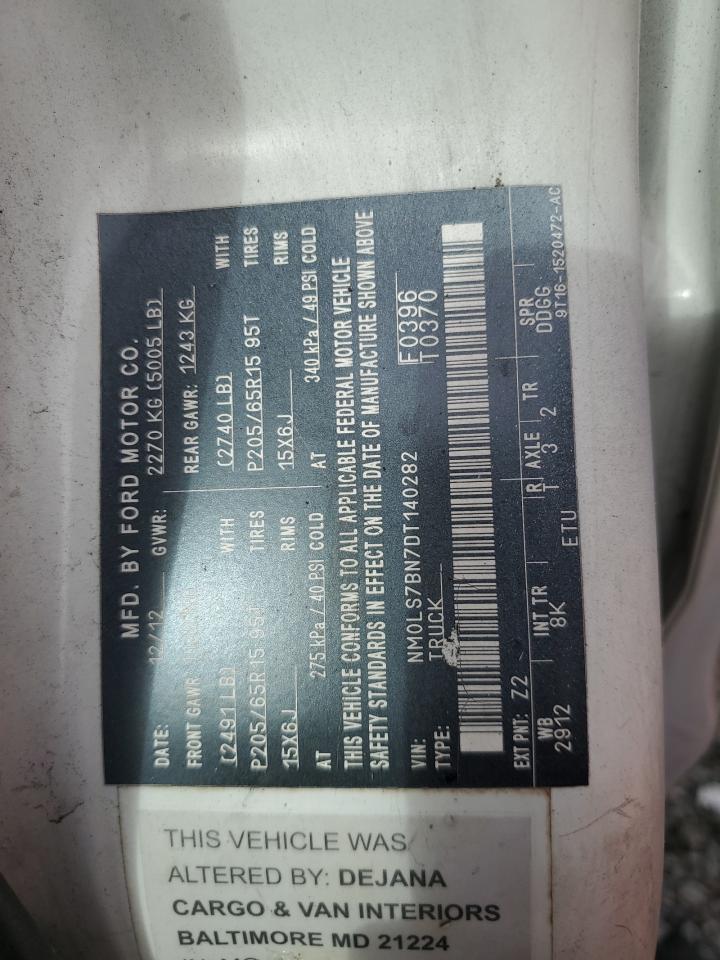 MFD. BY FORD MOTOR CO.
DATE: 12/12 GVWR: 2270 KG (5005 LB)
FRONT GAWR REAR GAWR: 1243 KG
(2491LB) WITH (2740 LB) WITH
P205/65R15 95T TIRES P205/65R15 95T TIRES
15X6J RIMS 15X6J RIMS
AT 275 kPa / 40 PSI COLD AT 340 kPa / 49 PSI COLD
THIS VEHICLE CONFORMS TO ALL APPLICABLE FEDERAL MOTOR VEHICLE
SAFETY STANDARDS IN EFFECT ON THE DATE OF MANUFACTURE SHOWN ABOVE
VIN: NM0LS7BN7DT140282 F0396
TYPE: TRUCK T0370
EXT PNT: Z2 R AXLE TR SPR
WB INT TR T 3 2 DDGG
2912 8K ETU 9T16-1520472-AC
THIS VEHICLE WAS
ALTERED BY: DEJANA
CARGO & VAN INTERIORS
BALTIMORE MD 21224